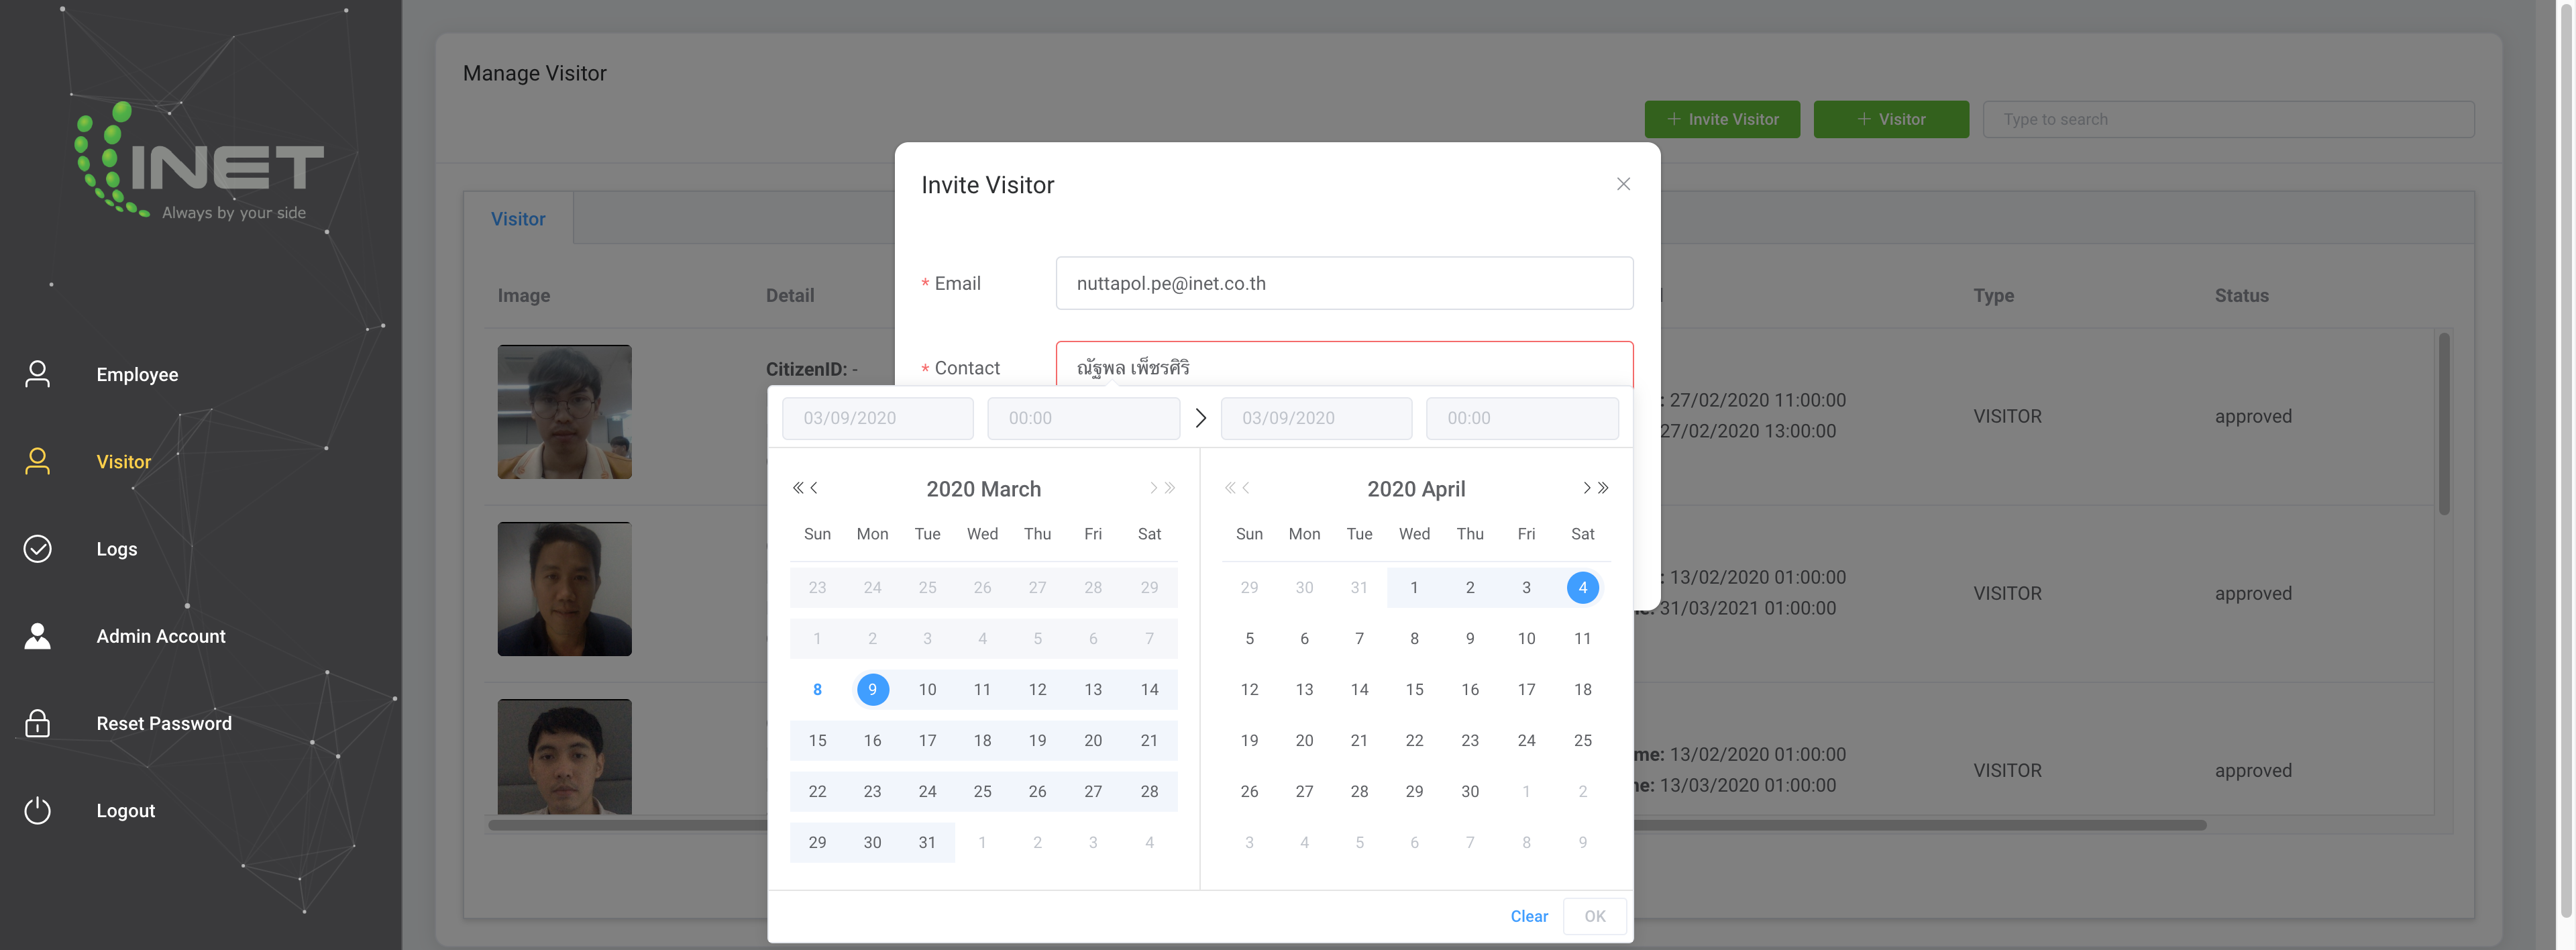 INET
Always by your side
Employee
Visitor
Logs
Admin Account
Reset Password
Logout
Manage Visitor
+ Invite Visitor
+ Visitor
Type to search
Visitor
Image Detail Type Status
CitizenID: -
: 27/02/2020 11:00:00
27/02/2020 13:00:00
VISITOR approved
: 13/02/2020 01:00:00
e: 31/03/2021 01:00:00
VISITOR approved
me: 13/02/2020 01:00:00
ne: 13/03/2020 01:00:00
VISITOR approved
Invite Visitor
* Email nuttapol.pe@inet.co.th
* Contact ณัฐพล เพ็ชรศิริ
03/09/2020 00:00 > 03/09/2020 00:00
2020 March
Sun Mon Tue Wed Thu Fri Sat
23 24 25 26 27 28 29
1 2 3 4 5 6 7
8 9 10 11 12 13 14
15 16 17 18 19 20 21
22 23 24 25 26 27 28
29 30 31 1 2 3 4
2020 April
Sun Mon Tue Wed Thu Fri Sat
29 30 31 1 2 3 4
5 6 7 8 9 10 11
12 13 14 15 16 17 18
19 20 21 22 23 24 25
26 27 28 29 30 1 2
3 4 5 6 7 8 9
Clear OK